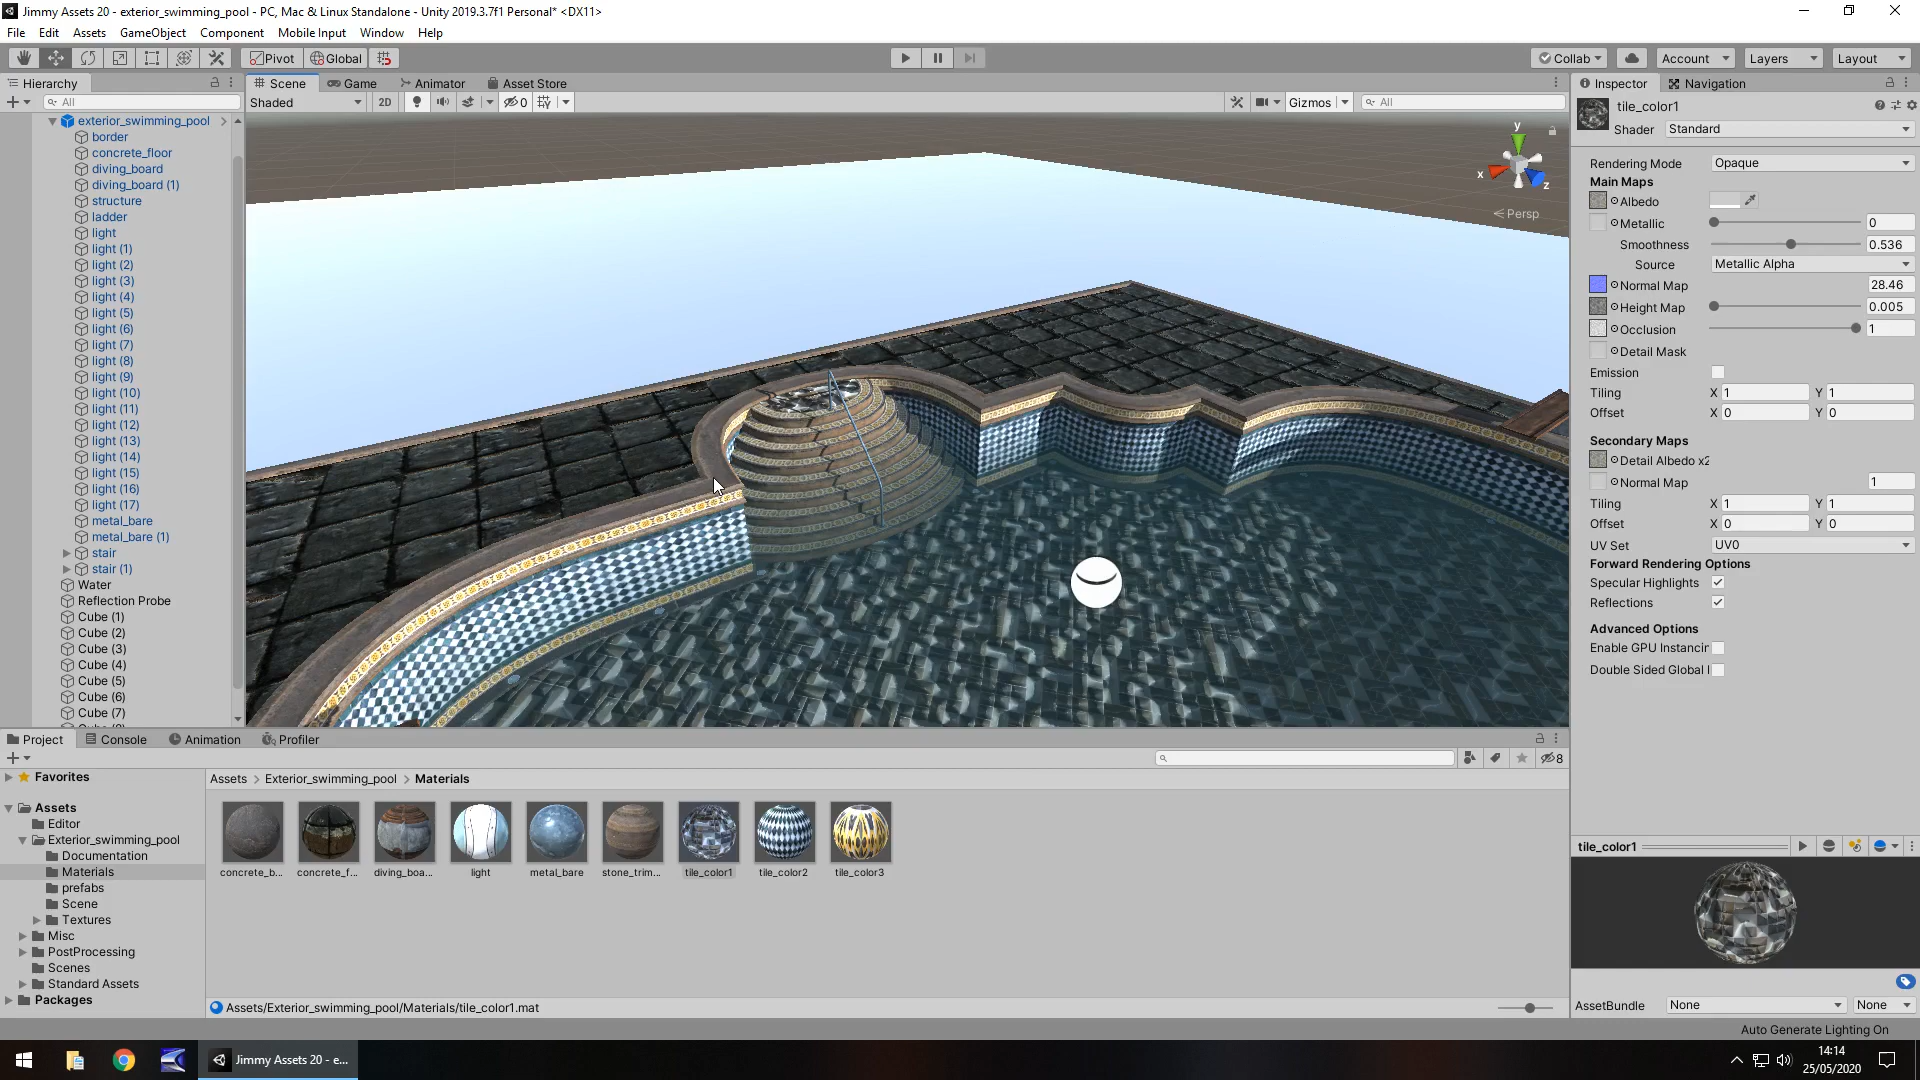 Jimmy Assets 20 - exterior_swimming_pool - PC, Mac & Linux Standalone - Unity 2019.3.7f1 Personal* <DX11>
File Edit Assets GameObject Component Mobile Input Window Help
Pivot Global Collab Account Layers Layout
Hierarchy Scene Game Animator Asset Store Inspector Navigation
All Shaded 2D 0 Gizmos All
exterior_swimming_pool
border
concrete_floor
diving_board
diving_board (1)
structure
ladder
light
light (1)
light (2)
light (3)
light (4)
light (5)
light (6)
light (7)
light (8)
light (9)
light (10)
light (11)
light (12)
light (13)
light (14)
light (15)
light (16)
light (17)
metal_bare
metal_bare (1)
stair
stair (1)
Water
Reflection Probe
Cube (1)
Cube (2)
Cube (3)
Cube (4)
Cube (5)
Cube (6)
Cube (7)
y
x
z
< Persp
tile_color1
Shader Standard
Rendering Mode Opaque
Main Maps
Albedo
Metallic 0
Smoothness 0.536
Source Metallic Alpha
Normal Map 28.46
Height Map 0.005
Occlusion 1
Detail Mask
Emission
Tiling X 1 Y 1
Offset X 0 Y 0
Secondary Maps
Detail Albedo x2
Normal Map 1
Tiling X 1 Y 1
Offset X 0 Y 0
UV Set UV0
Forward Rendering Options
Specular Highlights
Reflections
Advanced Options
Enable GPU Instancin
Double Sided Global I
Project Console Animation Profiler
8
Favorites
Assets
Editor
Exterior_swimming_pool
Documentation
Materials
prefabs
Scene
Textures
Misc
PostProcessing
Scenes
Standard Assets
Packages
Assets > Exterior_swimming_pool > Materials
concrete_b... concrete_f... diving_boa... light metal_bare stone_trim... tile_color1 tile_color2 tile_color3
Assets/Exterior_swimming_pool/Materials/tile_color1.mat
tile_color1
AssetBundle None None
Auto Generate Lighting On
Jimmy Assets 20 - e...
14:14
25/05/2020